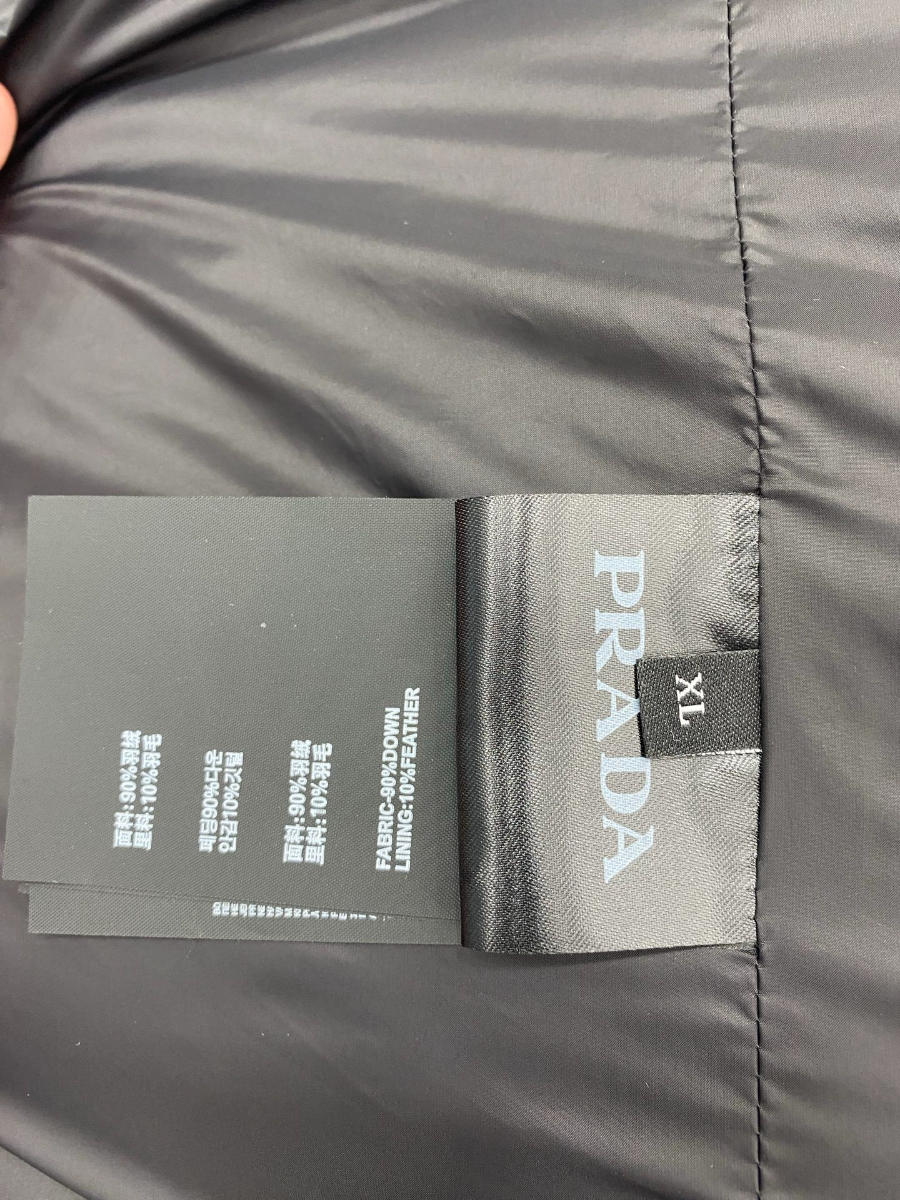 PRADA
XL
FABRIC-90%DOWN
LINING:10%FEATHER
面料:90%羽绒
里料:10%羽毛
패딩90%다운
안감10%깃털
面料:90%羽绒
里料:10%羽毛